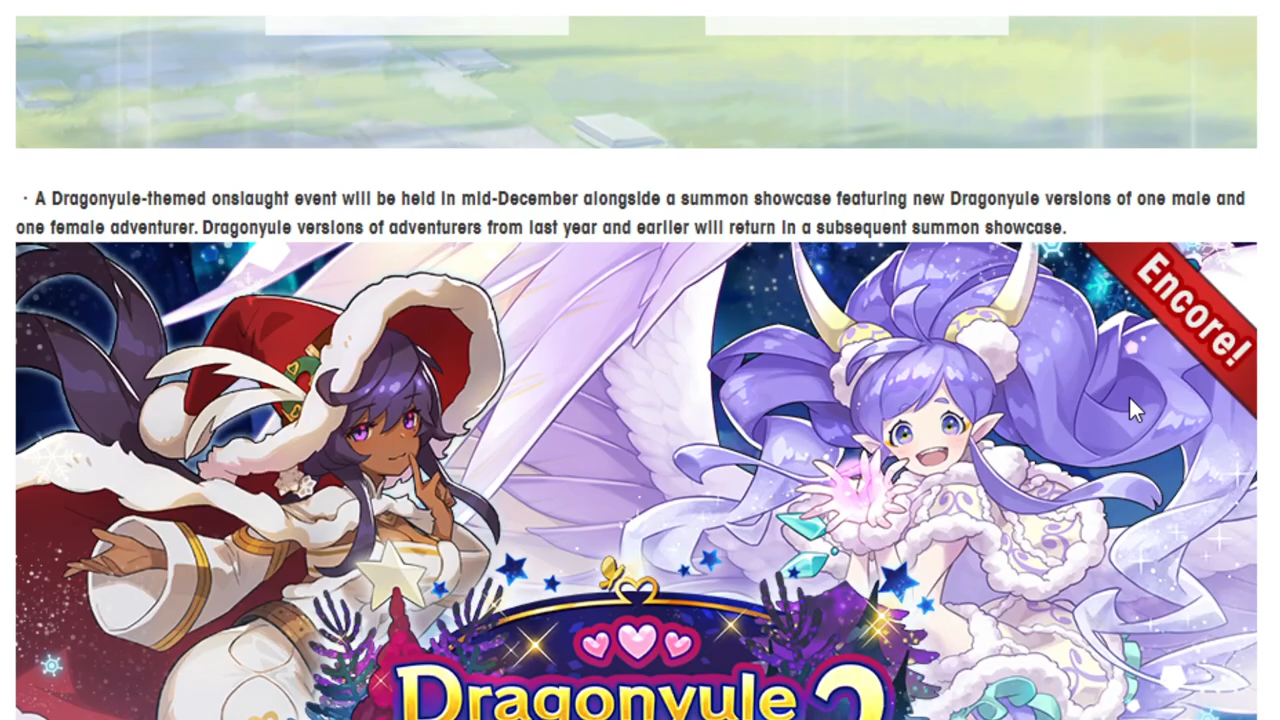 · A Dragonyule-themed onslaught event will be held in mid-December alongside a summon showcase featuring new Dragonyule versions of one male and
one female adventurer. Dragonyule versions of adventurers from last year and earlier will return in a subsequent summon showcase.
Encore!
Dragonyule